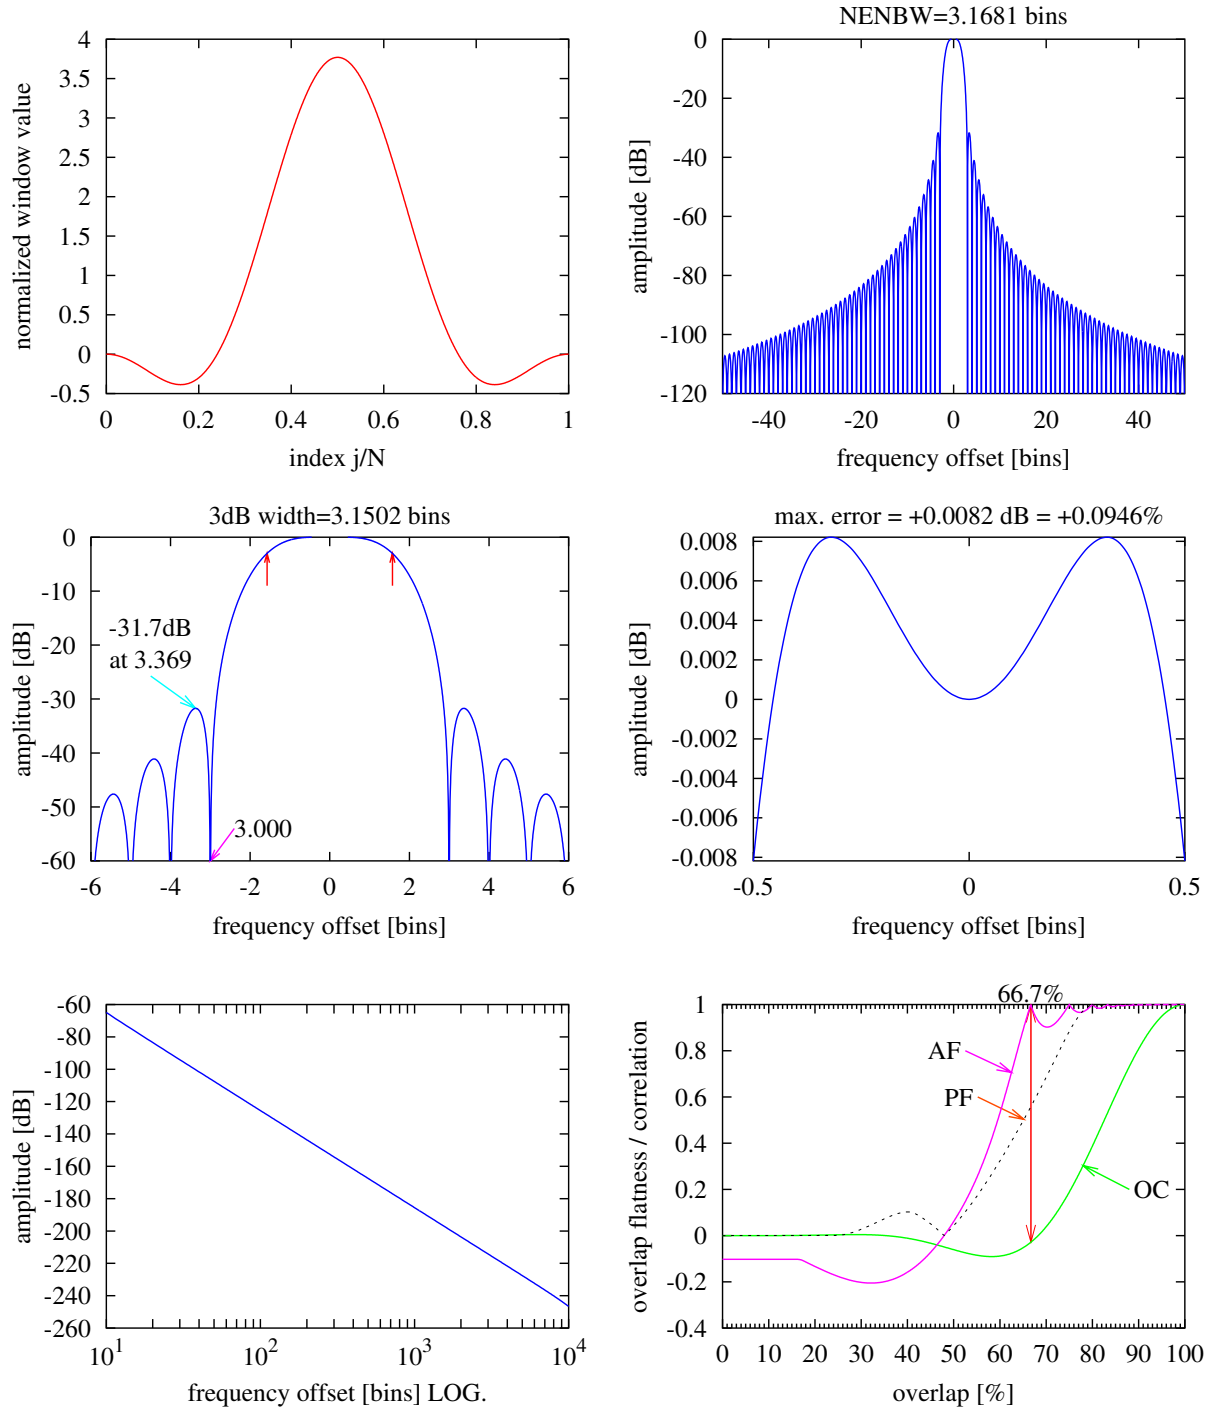 normalized window value
4
3.5
3
2.5
2
1.5
1
0.5
0
-0.5
0 0.2 0.4 0.6 0.8 1
index j/N
NENBW=3.1681 bins
amplitude [dB]
0
-20
-40
-60
-80
-100
-120
-40 -20 0 20 40
frequency offset [bins]
3dB width=3.1502 bins
amplitude [dB]
0
-10
-20
-30
-40
-50
-60
-31.7dB
at 3.369
3.000
-6 -4 -2 0 2 4 6
frequency offset [bins]
max. error = +0.0082 dB = +0.0946%
amplitude [dB]
0.008
0.006
0.004
0.002
0
-0.002
-0.004
-0.006
-0.008
-0.5 0 0.5
frequency offset [bins]
amplitude [dB]
-60
-80
-100
-120
-140
-160
-180
-200
-220
-240
-260
10¹ 10² 10³ 10⁴
frequency offset [bins] LOG.
66.7%
overlap flatness / correlation
1
0.8
0.6
0.4
0.2
0
-0.2
-0.4
AF
PF
OC
0 10 20 30 40 50 60 70 80 90 100
overlap [%]